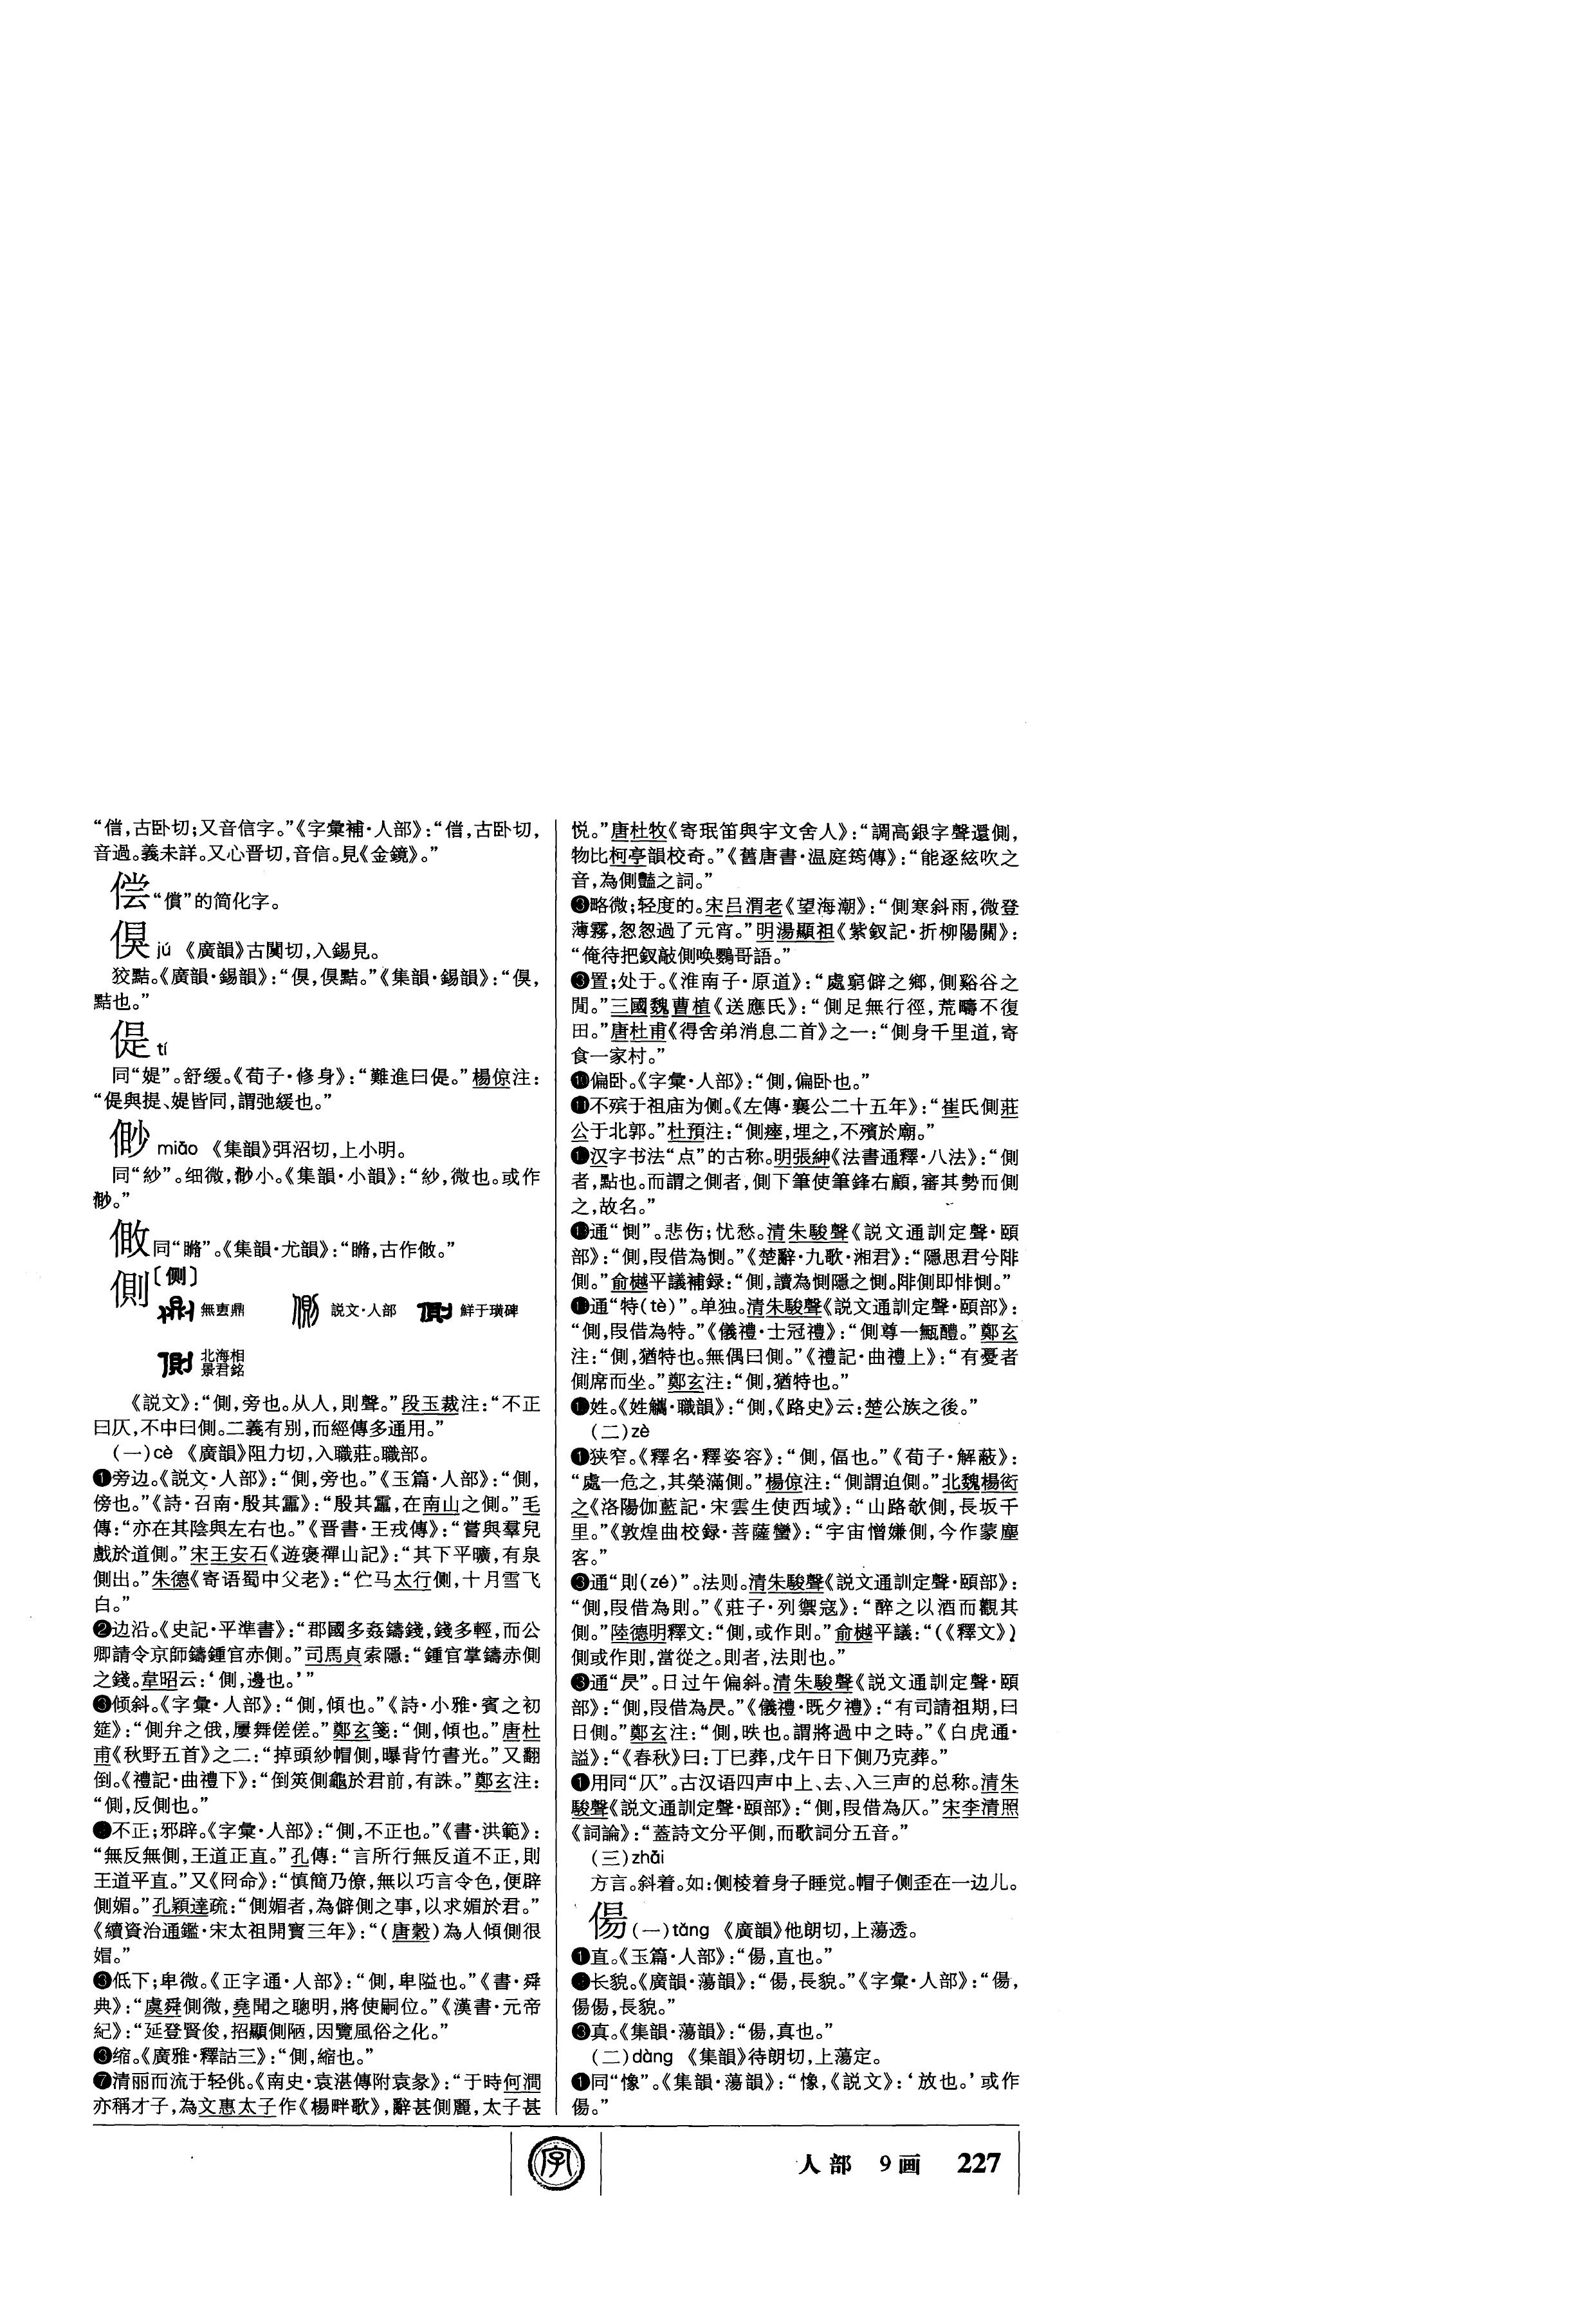 “偕,古卧切;又音信字。”《字彙補·人部》:“偕,古卧切,
音過。義未詳。又心晋切,音信。見《金鏡》。”
偿“償”的简化字。
jú 《廣韻》古闃切,入錫見。
狡黠。《廣韻·錫韻》:“俱,俱黠。”《集韻·錫韻》:“俱,
黠也。”
偍 tí
同“媞”。舒缓。《荀子·修身》:“難進曰偍。”楊倞注:
“偍與提、媞皆同,謂弛緩也。”
miǎo 《集韻》弭沼切,上小明。
同“紗”。细微,小。《集韻·小韻》:“紗,微也。或作
。”
同“”。《集韻·尤韻》:“,古作。”
側〔侧〕
無叀鼎 説文·人部 鮮于璜碑
北海相
景君銘
《説文》:“側,旁也。从人,則聲。”段玉裁注:“不正
曰仄,不中曰側。二義有别,而經傳多通用。”
(一)cè 《廣韻》阻力切,入職莊。職部。
❶旁边。《説文·人部》:“側,旁也。”《玉篇·人部》:“側,
傍也。”《詩·召南·殷其靁》:“殷其靁,在南山之側。”毛
傳:“亦在其陰與左右也。”《晋書·王戎傳》:“嘗與羣兒
戲於道側。”宋王安石《遊褒禪山記》:“其下平曠,有泉
側出。”朱德《寄语蜀中父老》:“伫马太行侧,十月雪飞
白。”
❷边沿。《史記·平準書》:“郡國多姦鑄錢,錢多輕,而公
卿請令京師鑄鍾官赤側。”司馬貞索隱:“鍾官掌鑄赤側
之錢。韋昭云:‘側,邊也。’”
❸倾斜。《字彙·人部》:“側,傾也。”《詩·小雅·賓之初
筵》:“側弁之俄,屢舞傞傞。”鄭玄箋:“側,傾也。”唐杜
甫《秋野五首》之二:“掉頭紗帽側,曝背竹書光。”又翻
倒。《禮記·曲禮下》:“倒筴側龜於君前,有誅。”鄭玄注:
“側,反側也。”
不正;邪辟。《字彙·人部》:“側,不正也。”《書·洪範》:
“無反無側,王道正直。”孔傳:“言所行無反道不正,則
王道平直。”又《冏命》:“慎簡乃僚,無以巧言令色,便辟
側媚。”孔穎達疏:“側媚者,為僻側之事,以求媚於君。”
《續資治通鑑·宋太祖開寶三年》:“(唐穀)為人傾側很
媢。”
❸低下;卑微。《正字通·人部》:“側,卑隘也。”《書·舜
典》:“虞舜側微,堯聞之聰明,將使嗣位。”《漢書·元帝
紀》:“延登賢俊,招顯側陋,因覽風俗之化。”
❸缩。《廣雅·釋詁三》:“側,縮也。”
❼清丽而流于轻佻。《南史·袁湛傳附袁彖》:“于時何澗
亦稱才子,為文惠太子作《楊畔歌》,辭甚側麗,太子甚
悦。”唐杜牧《寄珉笛與宇文舍人》:“調高銀字聲還側,
物比柯亭韻校奇。”《舊唐書·温庭筠傳》:“能逐絃吹之
音,為側豔之詞。”
❸略微;轻度的。宋吕渭老《望海潮》:“側寒斜雨,微登
薄霧,怱怱過了元宵。”明湯顯祖《紫釵記·折柳陽關》:
“俺待把釵敲側唤鸚哥語。”
❸置;处于。《淮南子·原道》:“處窮僻之鄉,側谿谷之
閒。”三國魏曹植《送應氏》:“側足無行徑,荒疇不復
田。”唐杜甫《得舍弟消息二首》之一:“側身千里道,寄
食一家村。”
❿偏卧。《字彙·人部》:“側,偏卧也。”
⓫不殡于祖庙为侧。《左傳·襄公二十五年》:“崔氏側莊
公于北郭。”杜預注:“側瘞,埋之,不殯於廟。”
❶汉字书法“点”的古称。明張紳《法書通釋·八法》:“側
者,點也。而謂之側者,側下筆使筆鋒右顧,審其勢而側
之,故名。”
通“惻”。悲伤;忧愁。清朱駿聲《説文通訓定聲·頤
部》:“側,叚借為惻。”《楚辭·九歌·湘君》:“隱思君兮陫
側。”俞樾平議補録:“側,讀為惻隱之惻。陫側即悱惻。”
通“特(tè)”。单独。清朱駿聲《説文通訓定聲·頤部》:
“側,叚借為特。”《儀禮·士冠禮》:“側尊一甒醴。”鄭玄
注:“側,猶特也。無偶曰側。”《禮記·曲禮上》:“有憂者
側席而坐。”鄭玄注:“側,猶特也。”
❶姓。《姓觿·職韻》:“側,《路史》云:楚公族之後。”
(二)zè
❶狭窄。《釋名·釋姿容》:“側,偪也。”《荀子·解蔽》:
“處一危之,其榮滿側。”楊倞注:“側謂迫側。”北魏楊衒
之《洛陽伽藍記·宋雲生使西域》:“山路欹側,長坂千
里。”《敦煌曲校録·菩薩蠻》:“宇宙憎嫌側,今作蒙塵
客。”
❸通“則(zé)”。法则。清朱駿聲《説文通訓定聲·頤部》:
“側,叚借為則。”《莊子·列禦寇》:“醉之以酒而觀其
側。”陸德明釋文:“側,或作則。”俞樾平議:“(《釋文》)
側或作則,當從之。則者,法則也。”
❸通“昃”。日过午偏斜。清朱駿聲《説文通訓定聲·頤
部》:“側,叚借為昃。”《儀禮·既夕禮》:“有司請祖期,曰
日側。”鄭玄注:“側,昳也。謂將過中之時。”《白虎通·
謚》:“《春秋》曰:丁巳葬,戊午日下側乃克葬。”
❶用同“仄”。古汉语四声中上、去、入三声的总称。清朱
駿聲《説文通訓定聲·頤部》:“側,叚借為仄。”宋李清照
《詞論》:“蓋詩文分平側,而歌詞分五音。”
(三)zhāi
方言。斜着。如:侧棱着身子睡觉。帽子侧歪在一边儿。
偒(一)tǎng 《廣韻》他朗切,上蕩透。
❶直。《玉篇·人部》:“偒,直也。”
长貌。《廣韻·蕩韻》:“偒,長貌。”《字彙·人部》:“偒,
偒偒,長貌。”
❸真。《集韻·蕩韻》:“偒,真也。”
(二)dàng 《集韻》待朗切,上蕩定。
❶同“惕”。《集韻·蕩韻》:“,《説文》:‘放也。’或作
偒。”
字
人部 9画 227